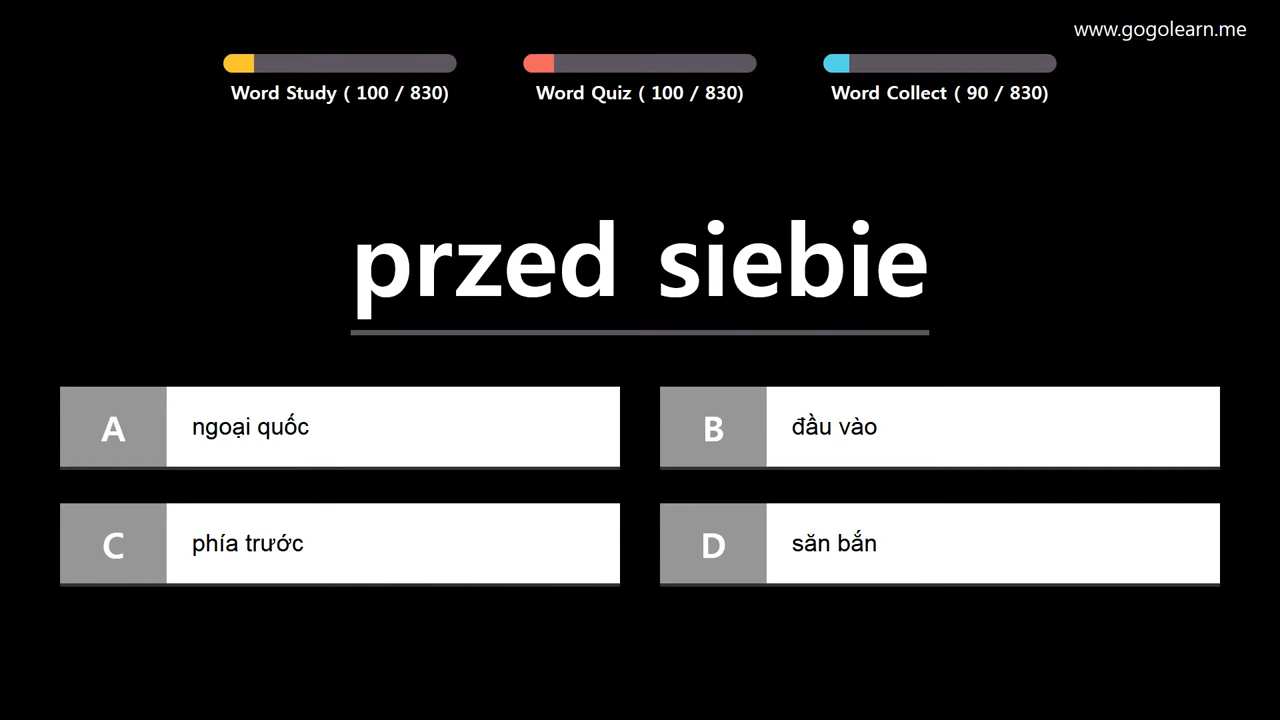 www.gogolearn.me
Word Study ( 100 / 830)
Word Quiz ( 100 / 830)
Word Collect ( 90 / 830)
przed siebie
A ngoại quốc
B đầu vào
C phía trước
D săn bắn